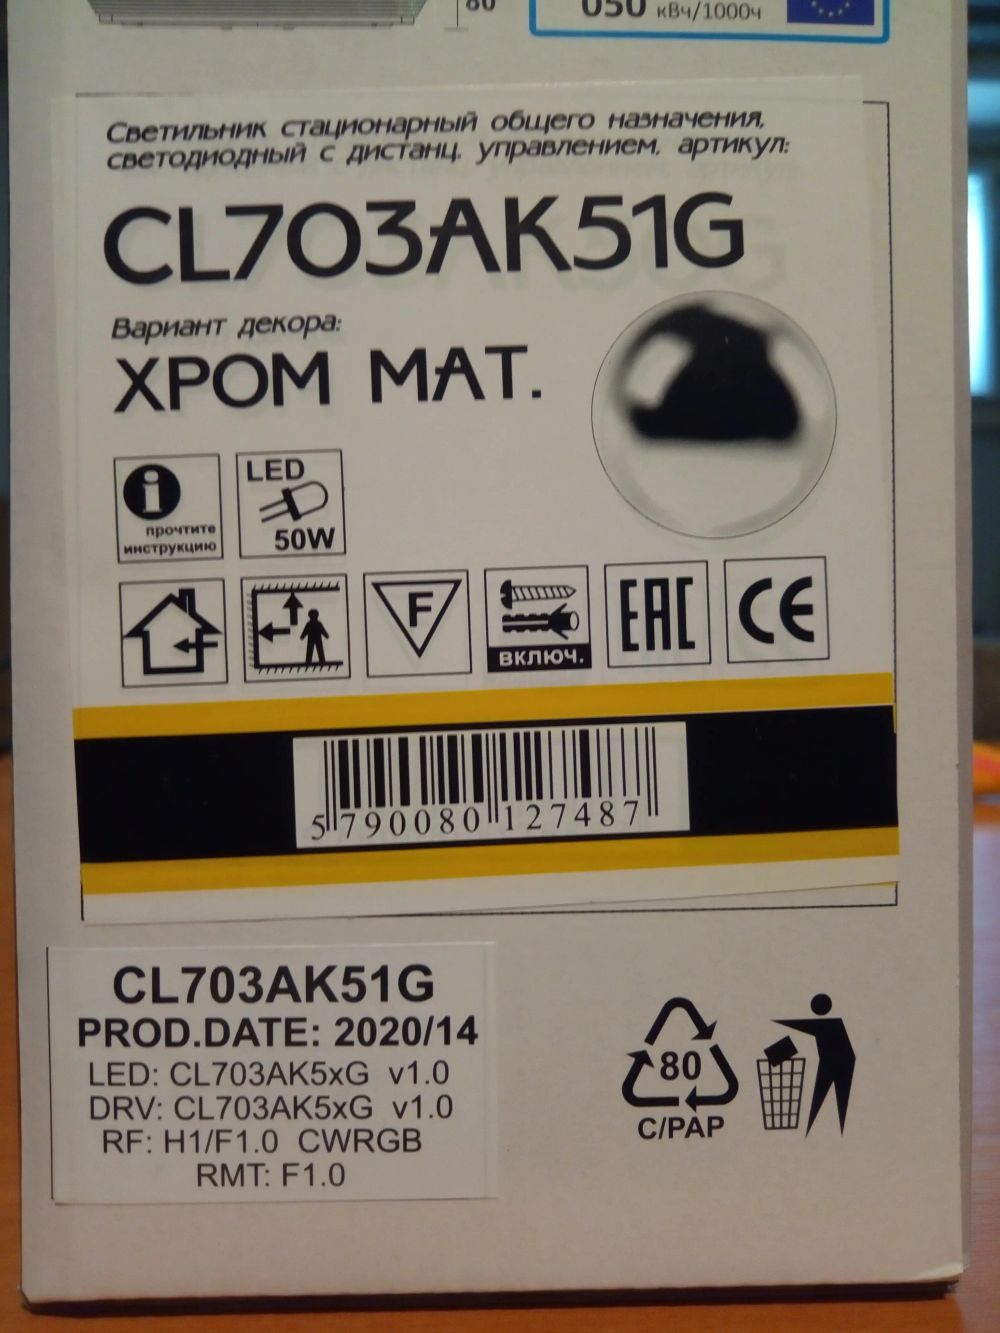 80
050 кВч/1000ч
Светильник стационарный общего назначения,
светодиодный с дистанц. управлением, артикул:
CL703AK51G
Вариант декора:
ХРОМ МАТ.
i
прочтите
инструкцию
LED
50W
F
ВКЛЮЧ.
EAC
CE
5 790080 127487
CL703AK51G
PROD.DATE: 2020/14
LED: CL703AK5xG v1.0
DRV: CL703AK5xG v1.0
RF: H1/F1.0 CWRGB
RMT: F1.0
80
C/PAP